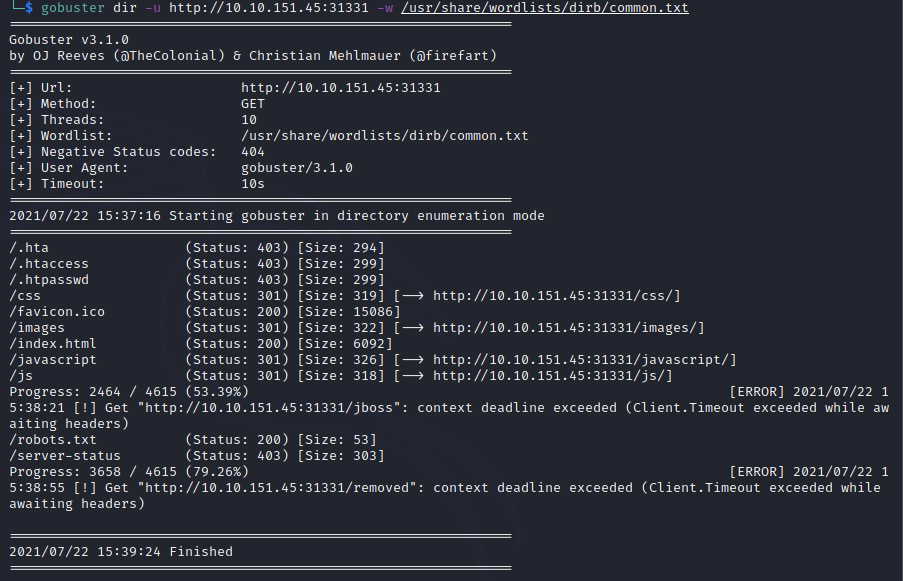 └─$ gobuster dir -u http://10.10.151.45:31331 -w /usr/share/wordlists/dirb/common.txt
===============================================================
Gobuster v3.1.0
by OJ Reeves (@TheColonial) & Christian Mehlmauer (@firefart)
===============================================================
[+] Url:                     http://10.10.151.45:31331
[+] Method:                  GET
[+] Threads:                 10
[+] Wordlist:                /usr/share/wordlists/dirb/common.txt
[+] Negative Status codes:   404
[+] User Agent:              gobuster/3.1.0
[+] Timeout:                 10s
===============================================================
2021/07/22 15:37:16 Starting gobuster in directory enumeration mode
===============================================================
/.hta                 (Status: 403) [Size: 294]
/.htaccess            (Status: 403) [Size: 299]
/.htpasswd            (Status: 403) [Size: 299]
/css                  (Status: 301) [Size: 319] [--> http://10.10.151.45:31331/css/]
/favicon.ico          (Status: 200) [Size: 15086]
/images               (Status: 301) [Size: 322] [--> http://10.10.151.45:31331/images/]
/index.html           (Status: 200) [Size: 6092]
/javascript           (Status: 301) [Size: 326] [--> http://10.10.151.45:31331/javascript/]
/js                   (Status: 301) [Size: 318] [--> http://10.10.151.45:31331/js/]
Progress: 2464 / 4615 (53.39%)                                                            [ERROR] 2021/07/22 1
5:38:21 [!] Get "http://10.10.151.45:31331/jboss": context deadline exceeded (Client.Timeout exceeded while aw
aiting headers)
/robots.txt           (Status: 200) [Size: 53]
/server-status        (Status: 403) [Size: 303]
Progress: 3658 / 4615 (79.26%)                                                            [ERROR] 2021/07/22 1
5:38:55 [!] Get "http://10.10.151.45:31331/removed": context deadline exceeded (Client.Timeout exceeded while
awaiting headers)
===============================================================
2021/07/22 15:39:24 Finished
===============================================================